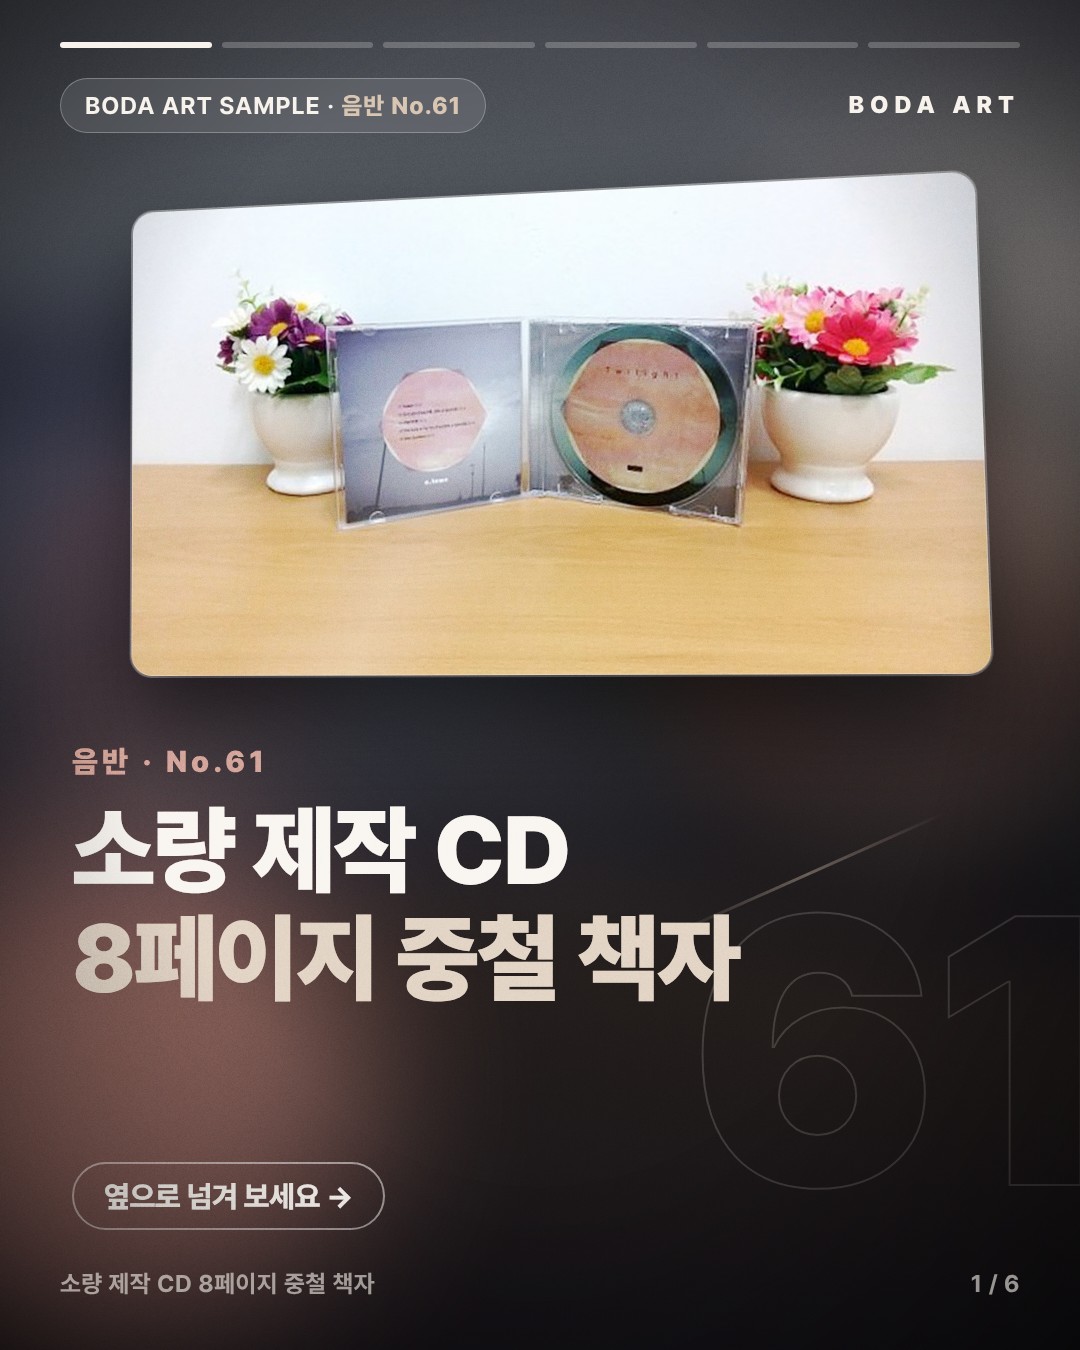 BODA ART SAMPLE · 음반 No.61
BODA ART
Twilight
음반 · No.61
소량 제작 CD
8페이지 중철 책자
61
옆으로 넘겨 보세요 →
소량 제작 CD 8페이지 중철 책자
1 / 6